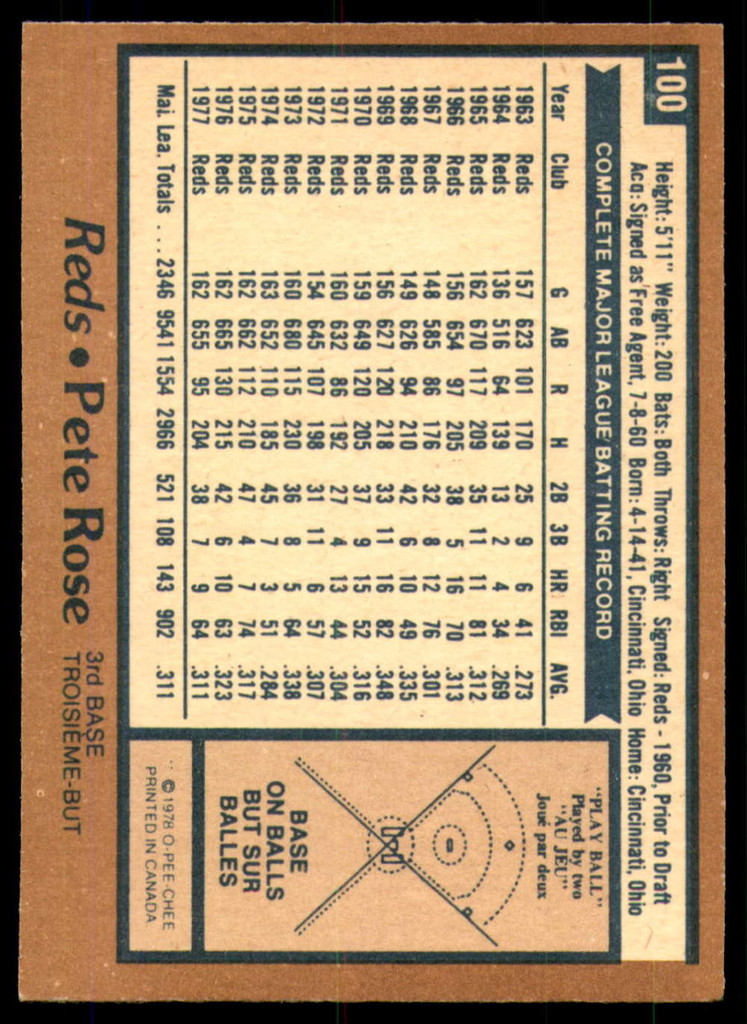 100
Height: 5'11" Weight: 200 Bats: Both Throws: Right Signed: Reds - 1960, Prior to Draft
Acq: Signed as Free Agent, 7-8-60 Born: 4-14-41, Cincinnati, Ohio Home: Cincinnati, Ohio
COMPLETE MAJOR LEAGUE BATTING RECORD
Year Club G AB R H 2B 3B HR RBI AVG.
1963 Reds 157 623 101 170 25 9 6 41 .273
1964 Reds 136 516 64 139 13 2 4 34 .269
1965 Reds 162 670 117 209 35 11 11 81 .312
1966 Reds 156 654 97 205 38 5 16 70 .313
1967 Reds 148 585 86 176 32 8 12 76 .301
1968 Reds 149 626 94 210 42 6 10 49 .335
1969 Reds 156 627 120 218 33 11 16 82 .348
1970 Reds 159 649 120 205 37 9 15 52 .316
1971 Reds 160 632 86 192 27 4 13 44 .304
1972 Reds 154 645 107 198 31 11 6 57 .307
1973 Reds 160 680 115 230 36 8 5 64 .338
1974 Reds 163 652 110 185 45 7 3 51 .284
1975 Reds 162 662 112 210 47 4 7 74 .317
1976 Reds 162 665 130 215 42 6 10 63 .323
1977 Reds 162 655 95 204 38 7 9 64 .311
Maj. Lea. Totals ... 2346 9541 1554 2966 521 108 143 902 .311
"PLAY BALL"
Played by two
"AU JEU"
Joué par deux
BASE
ON BALLS
BUT SUR
BALLES
© 1978 O-PEE-CHEE
PRINTED IN CANADA
Reds • Pete Rose
3rd BASE
TROISIÈME-BUT